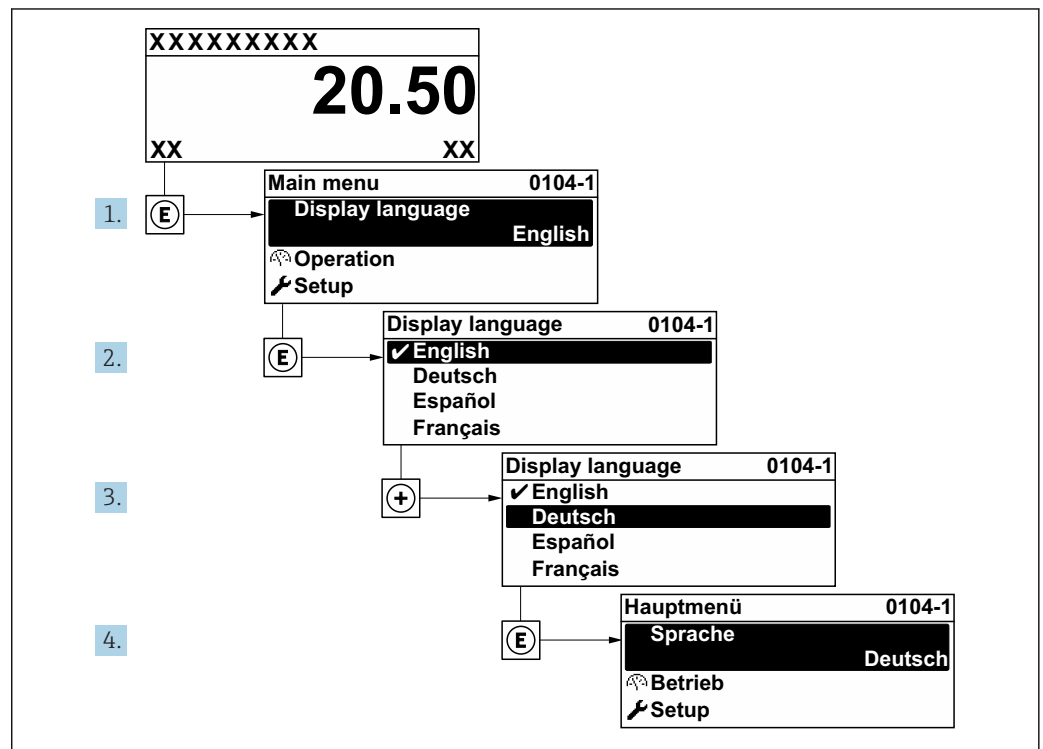 XXXXXXXXX
20.50
XX XX
1. E
Main menu 0104-1
Display language
English
Operation
Setup
2. E
Display language 0104-1
✔English
Deutsch
Español
Français
3. +
Display language 0104-1
✔English
Deutsch
Español
Français
4. E
Hauptmenü 0104-1
Sprache
Deutsch
Betrieb
Setup